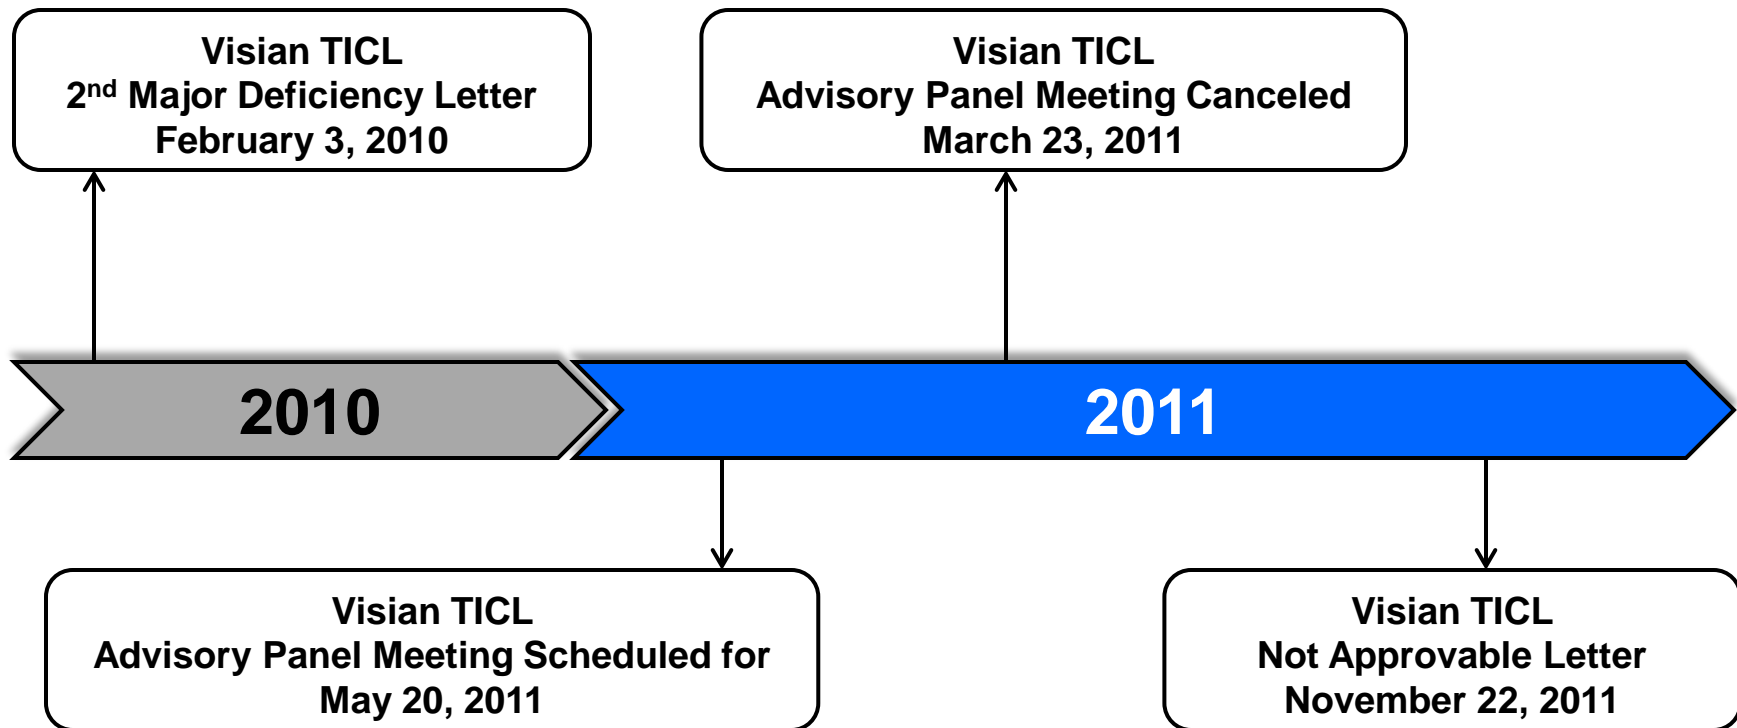 Visian TICL
2nd Major Deficiency Letter
February 3, 2010
Visian TICL
Advisory Panel Meeting Canceled
March 23, 2011
2010
2011
Visian TICL
Advisory Panel Meeting Scheduled for
May 20, 2011
Visian TICL
Not Approvable Letter
November 22, 2011